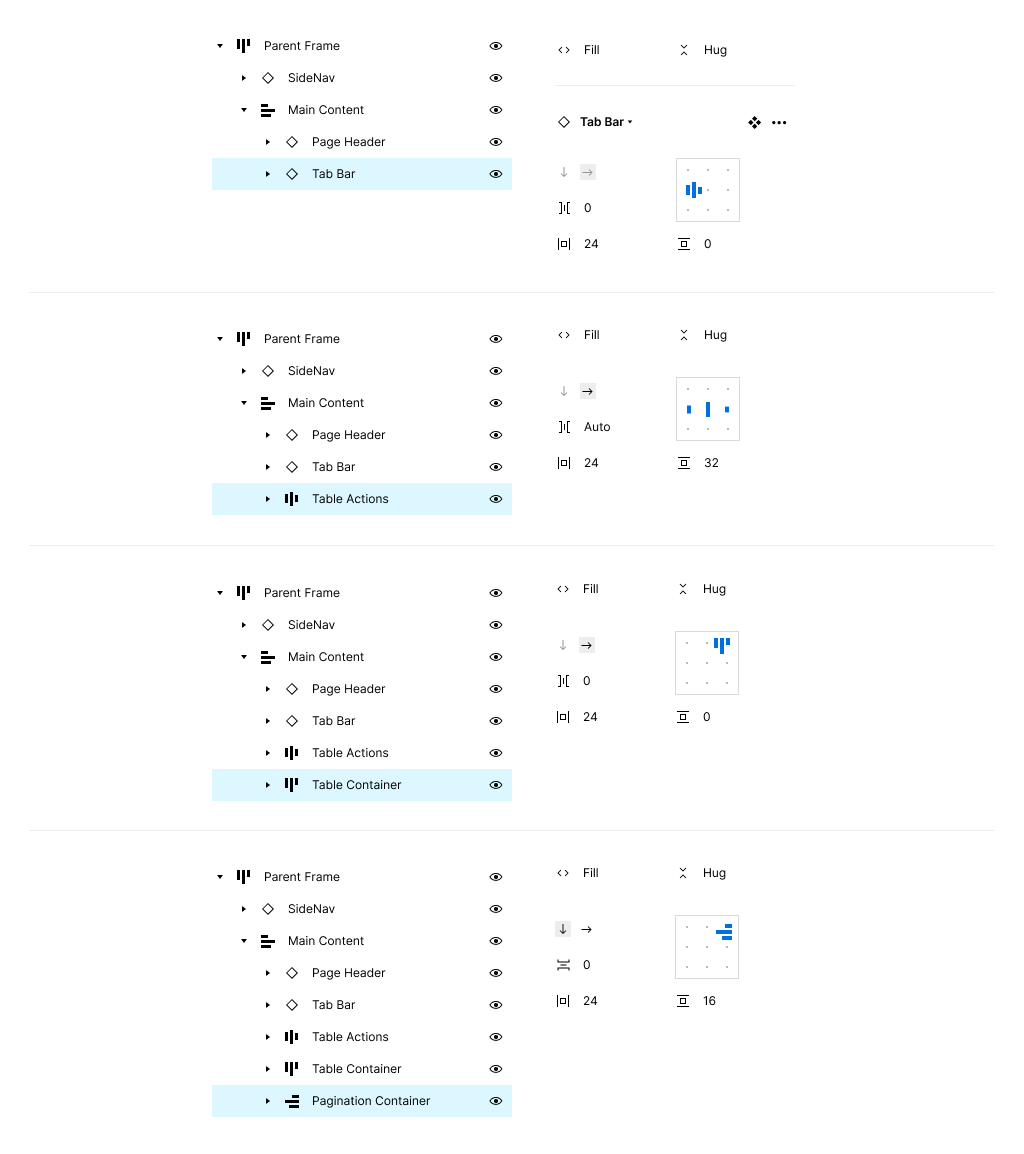 Parent Frame
SideNav
Main Content
Page Header
Tab Bar
Fill Hug
Tab Bar
0
24 0
Parent Frame
SideNav
Main Content
Page Header
Tab Bar
Table Actions
Fill Hug
Auto
24 32
Parent Frame
SideNav
Main Content
Page Header
Tab Bar
Table Actions
Table Container
Fill Hug
0
24 0
Parent Frame
SideNav
Main Content
Page Header
Tab Bar
Table Actions
Table Container
Pagination Container
Fill Hug
0
24 16